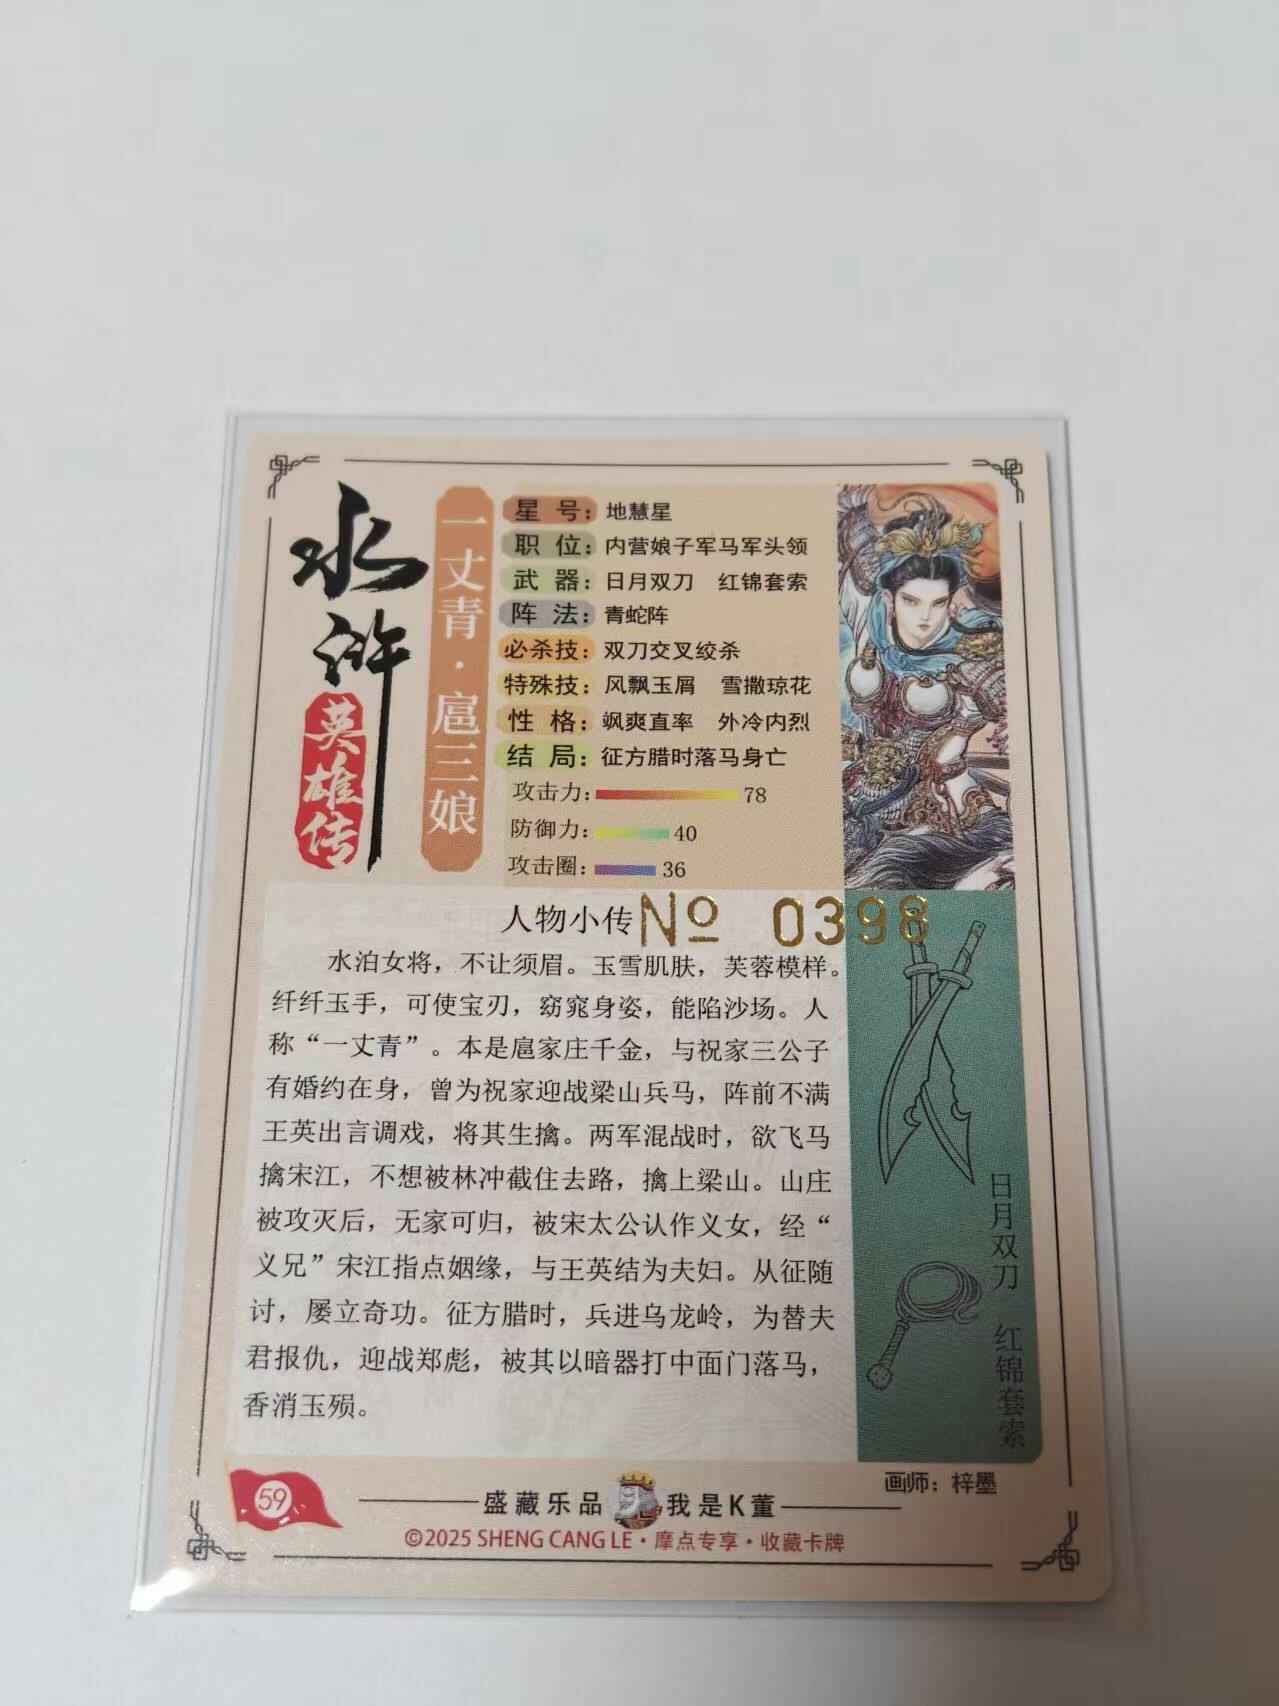 水浒
英雄传
一丈青·扈三娘
星号：地慧星
职位：内营娘子军马军头领
武器：日月双刀 红锦套索
阵法：青蛇阵
必杀技：双刀交叉绞杀
特殊技：风飘玉屑 雪撒琼花
性格：飒爽直率 外冷内烈
结局：征方腊时落马身亡
攻击力：78
防御力：40
攻击圈：36
人物小传
№ 0398
水泊女将，不让须眉。玉雪肌肤，芙蓉模样。
纤纤玉手，可使宝刃，窈窕身姿，能陷沙场。人
称“一丈青”。本是扈家庄千金，与祝家三公子
有婚约在身，曾为祝家迎战梁山兵马，阵前不满
王英出言调戏，将其生擒。两军混战时，欲飞马
擒宋江，不想被林冲截住去路，擒上梁山。山庄
被攻灭后，无家可归，被宋太公认作义女，经“
义兄”宋江指点姻缘，与王英结为夫妇。从征随
讨，屡立奇功。征方腊时，兵进乌龙岭，为替夫
君报仇，迎战郑彪，被其以暗器打中面门落马，
香消玉殒。
日月双刀 红锦套索
画师：梓墨
59
盛藏乐品 我是K董
©2025 SHENG CANG LE·摩点专享·收藏卡牌